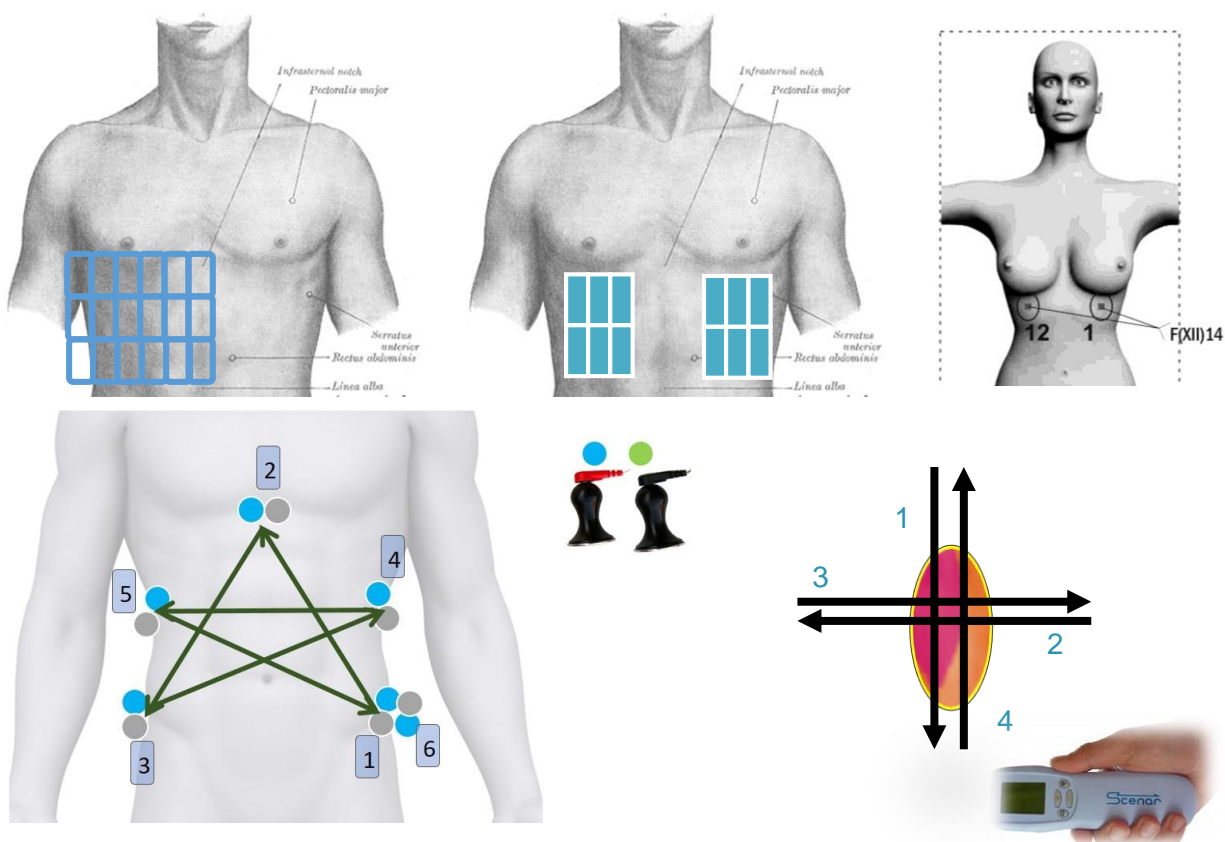 Infrasternal notch
Pectoralis major
Serratus
anterior
Rectus abdominis
Linea alba
Infrasternal notch
Pectoralis major
Serratus
anterior
Rectus abdominis
Linea alba
12
1
F(XII)14
2
4
5
3
1
6
1
3
2
4
Scenar